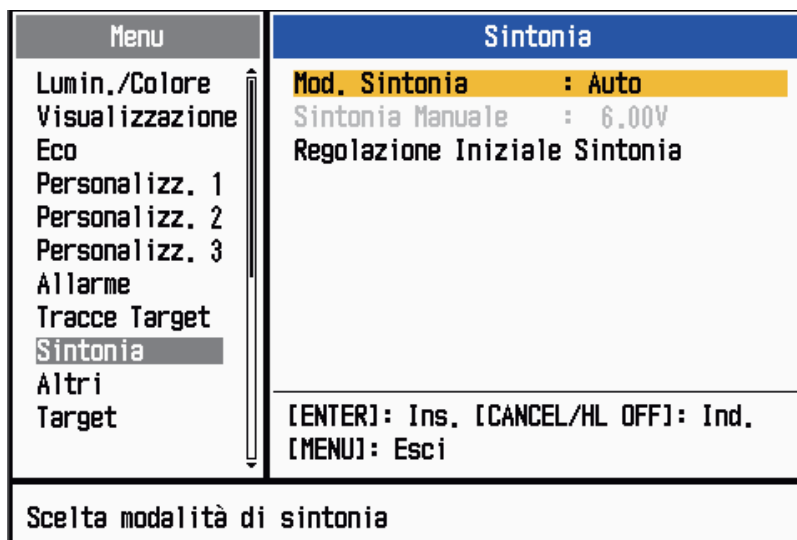 Menu
Lumin./Colore
Visualizzazione
Eco
Personalizz. 1
Personalizz. 2
Personalizz. 3
Allarme
Tracce Target
Sintonia
Altri
Target
Sintonia
Mod. Sintonia : Auto
Sintonia Manuale : 6.00V
Regolazione Iniziale Sintonia
[ENTER]: Ins. [CANCEL/HL OFF]: Ind.
[MENU]: Esci
Scelta modalità di sintonia